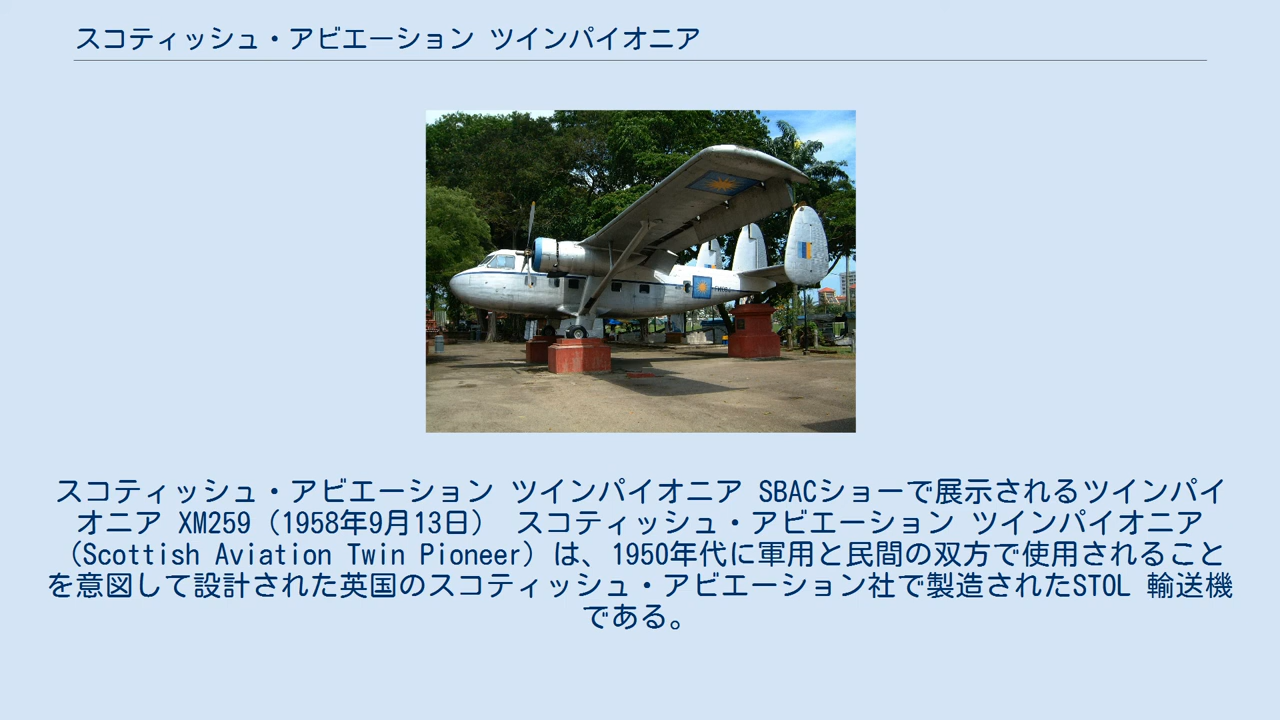 スコティッシュ・アビエーション ツインパイオニア
スコティッシュ・アビエーション ツインパイオニア SBACショーで展示されるツインパイ
オニア XM259（1958年9月13日） スコティッシュ・アビエーション ツインパイオニア
（Scottish Aviation Twin Pioneer）は、1950年代に軍用と民間の双方で使用されること
を意図して設計された英国のスコティッシュ・アビエーション社で製造されたSTOL 輸送機
である。